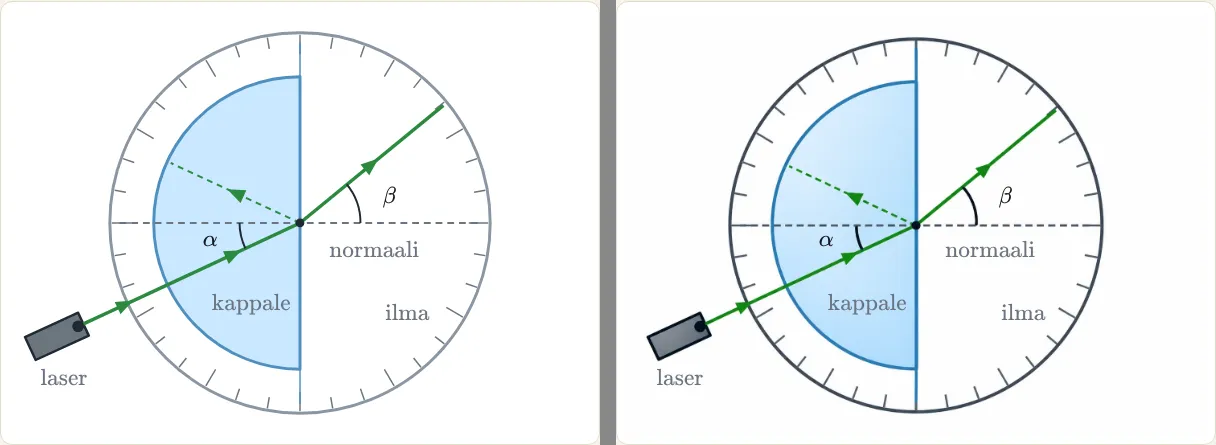 β
α
normaali
kappale
ilma
laser
β
α
normaali
kappale
ilma
laser